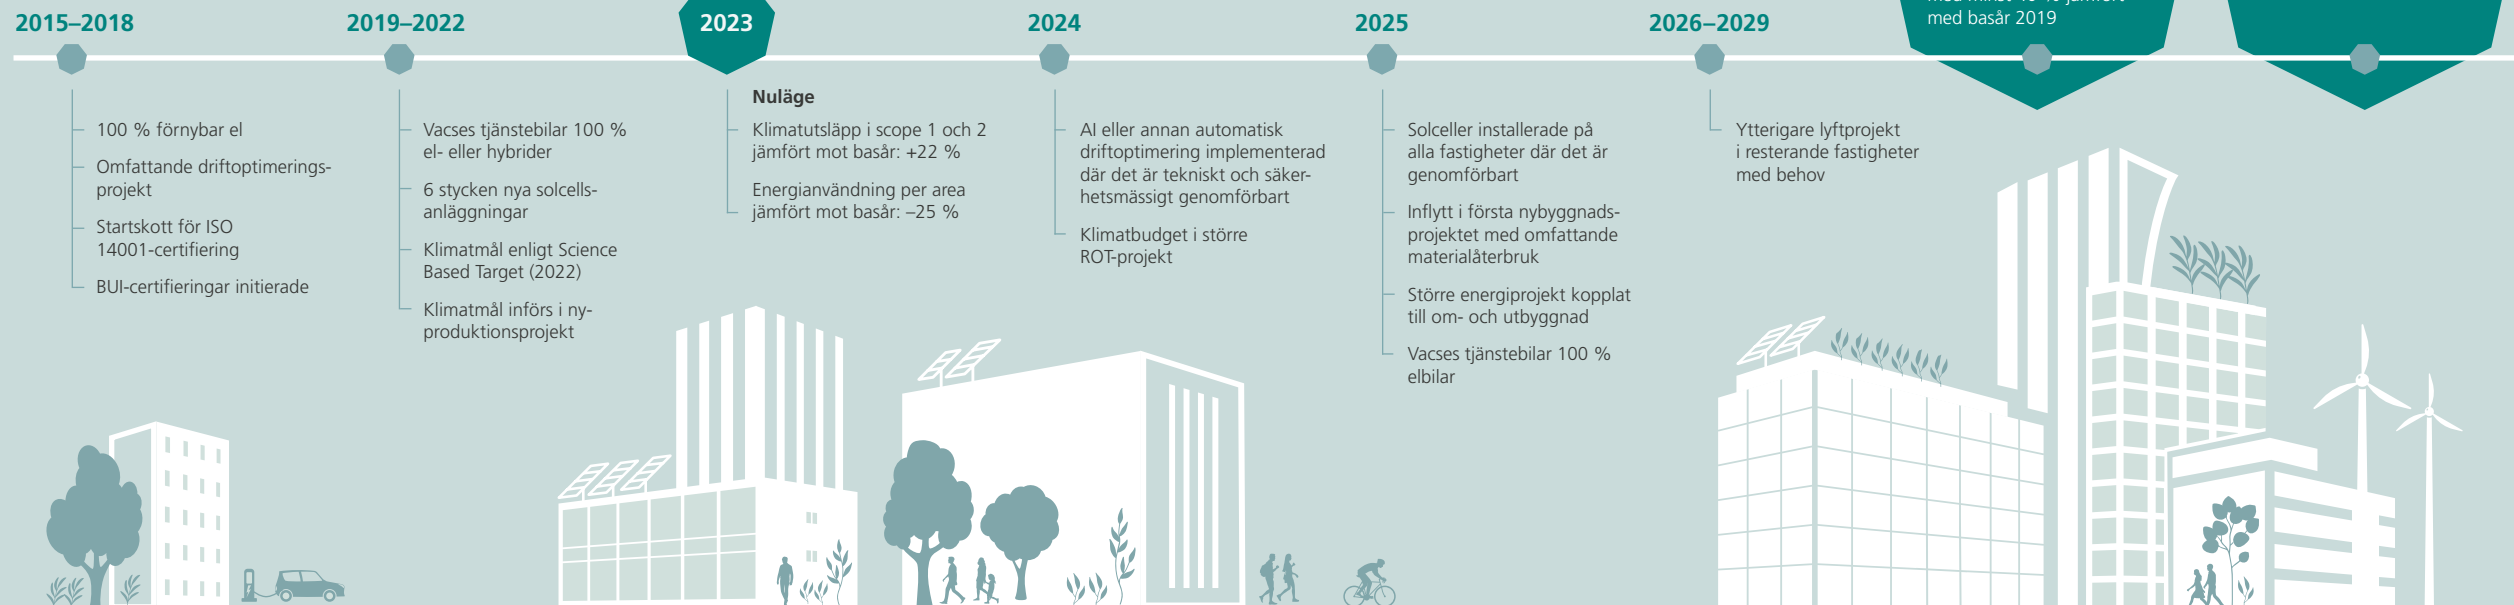 2015–2018
100 % förnybar el
Omfattande driftoptimerings-
projekt
Startskott för ISO
14001-certifiering
BUI-certifieringar initierade
2019–2022
Vacses tjänstebilar 100 %
el- eller hybrider
6 stycken nya solcells-
anläggningar
Klimatmål enligt Science
Based Target (2022)
Klimatmål införs i ny-
produktionsprojekt
2023
Nuläge
Klimatutsläpp i scope 1 och 2
jämfört mot basår: +22 %
Energianvändning per area
jämfört mot basår: –25 %
2024
AI eller annan automatisk
driftoptimering implementerad
där det är tekniskt och säker-
hetsmässigt genomförbart
Klimatbudget i större
ROT-projekt
2025
Solceller installerade på
alla fastigheter där det är
genomförbart
Inflytt i första nybyggnads-
projektet med omfattande
materialåterbruk
Större energiprojekt kopplat
till om- och utbyggnad
Vacses tjänstebilar 100 %
elbilar
2026–2029
Ytterigare lyftprojekt
i resterande fastigheter
med behov
med basår 2019